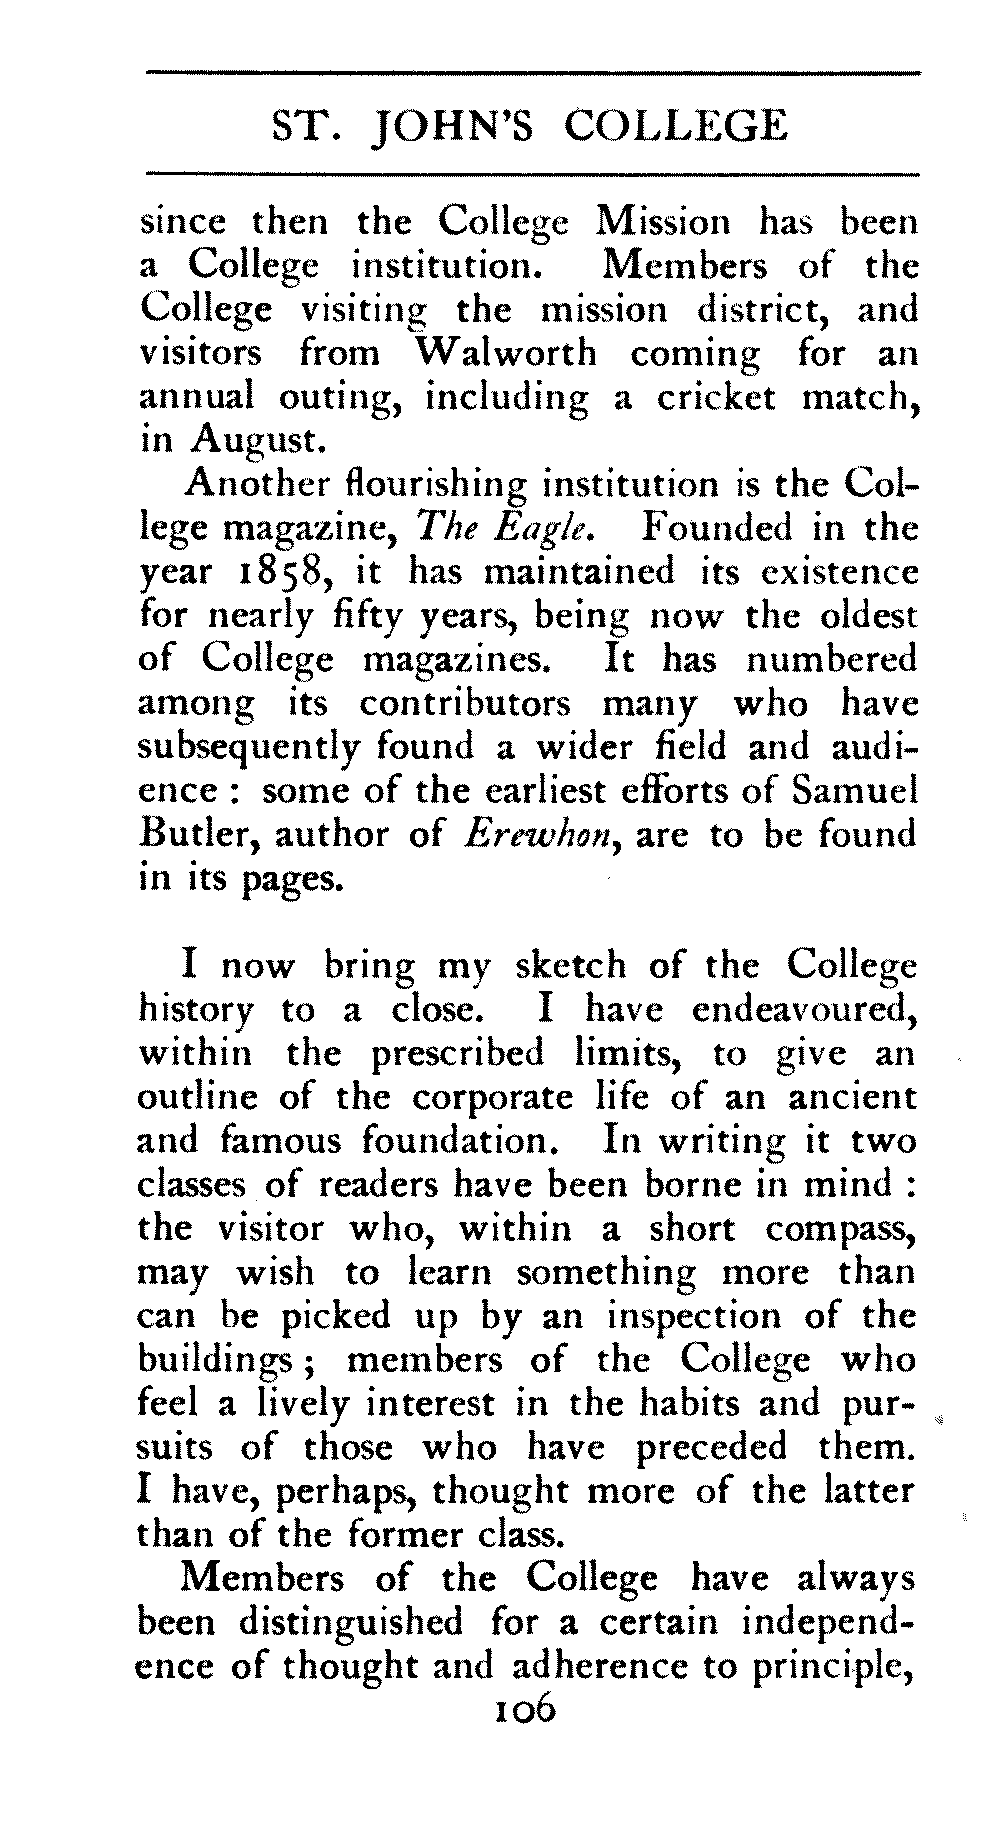 ST. JOHN'S COLLEGE
since then the College Mission has been
a College institution. Members of the
College visiting the mission district, and
visitors from Walworth coming for an
annual outing, including a cricket match,
in August.
Another flourishing institution is the Col-
lege magazine, The Eagle. Founded in the
year 1858, it has maintained its existence
for nearly fifty years, being now the oldest
of College magazines. It has numbered
among its contributors many who have
subsequently found a wider field and audi-
ence : some of the earliest efforts of Samuel
Butler, author of Erewhon, are to be found
in its pages.
I now bring my sketch of the College
history to a close. I have endeavoured,
within the prescribed limits, to give an
outline of the corporate life of an ancient
and famous foundation. In writing it two
classes of readers have been borne in mind :
the visitor who, within a short compass,
may wish to learn something more than
can be picked up by an inspection of the
buildings ; members of the College who
feel a lively interest in the habits and pur-
suits of those who have preceded them.
I have, perhaps, thought more of the latter
than of the former class.
Members of the College have always
been distinguished for a certain independ-
ence of thought and adherence to principle,
106